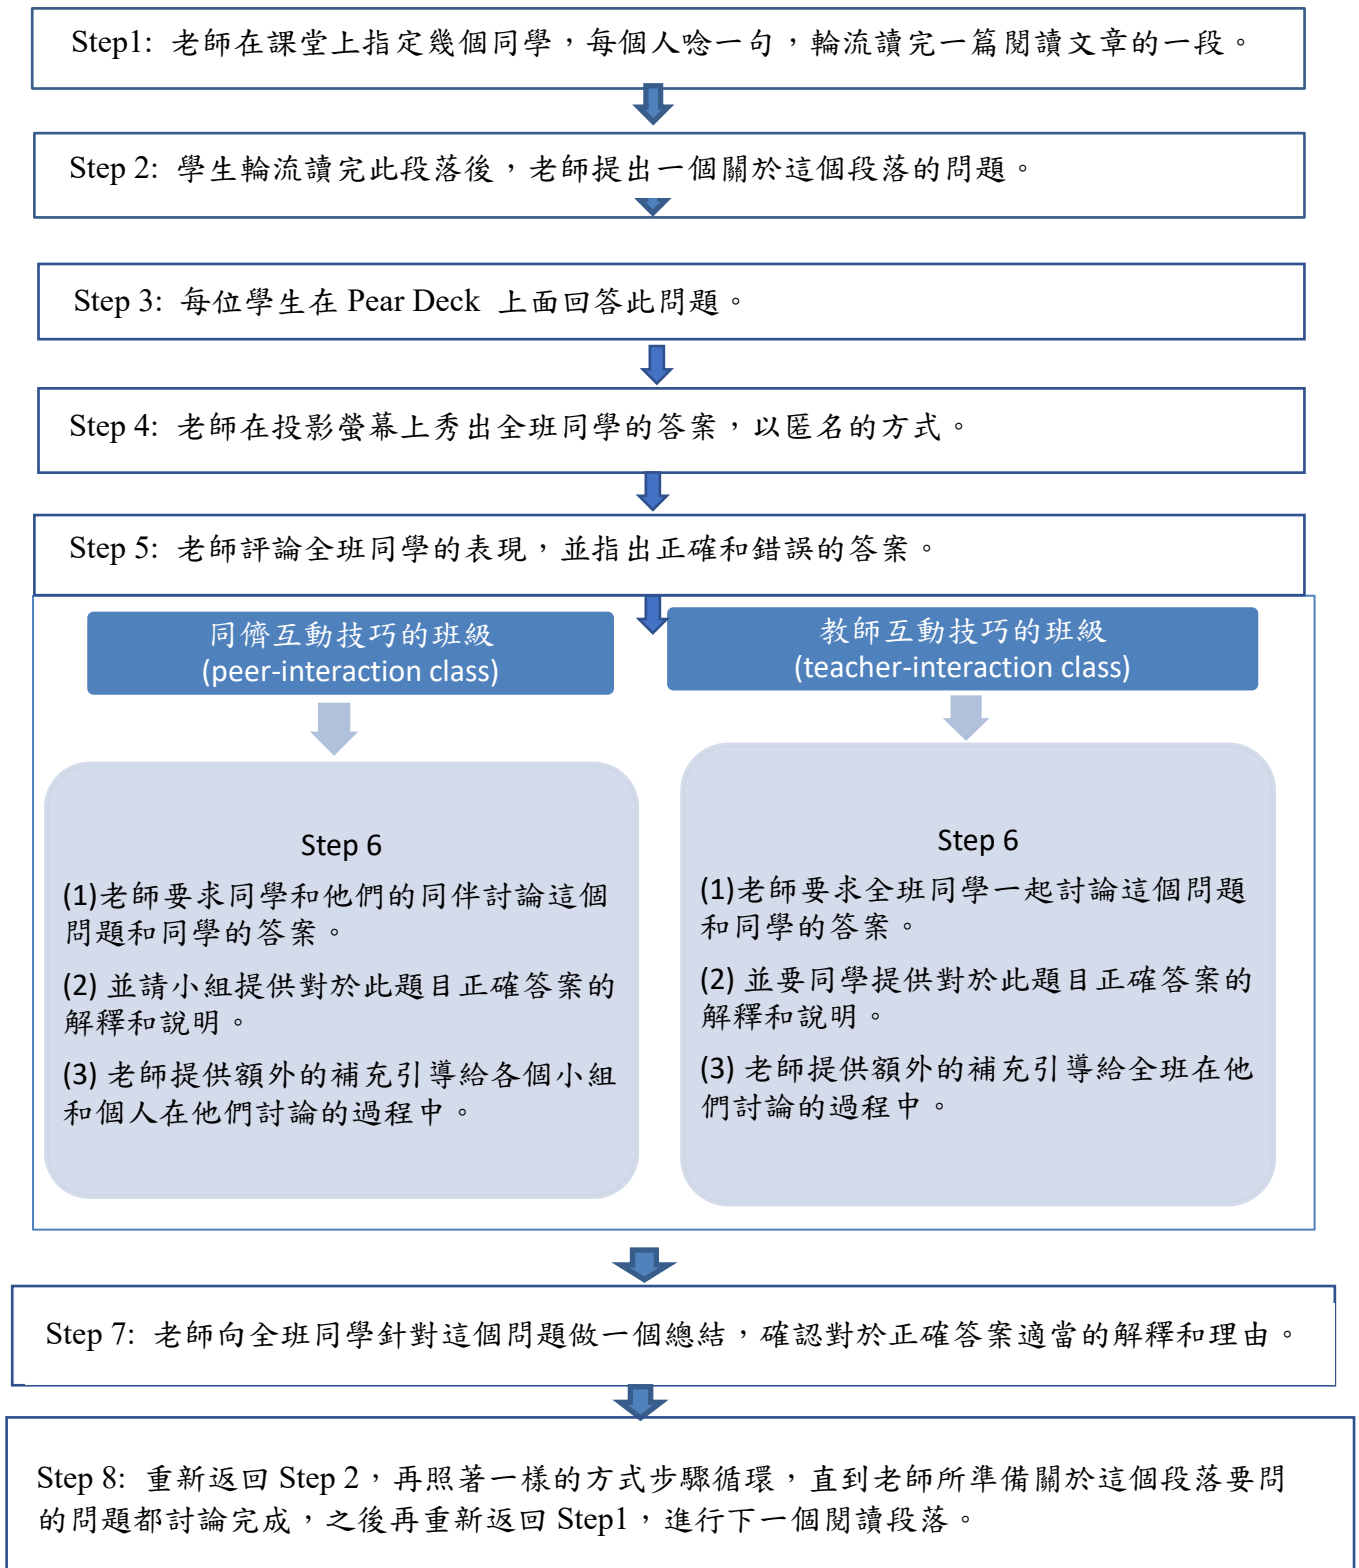 Step1: 老師在課堂上指定幾個同學，每個人唸一句，輪流讀完一篇閱讀文章的一段。
Step 2: 學生輪流讀完此段落後，老師提出一個關於這個段落的問題。
Step 3: 每位學生在 Pear Deck 上面回答此問題。
Step 4: 老師在投影螢幕上秀出全班同學的答案，以匿名的方式。
Step 5: 老師評論全班同學的表現，並指出正確和錯誤的答案。
同儕互動技巧的班級
(peer-interaction class)
Step 6
(1)老師要求同學和他們的同伴討論這個
問題和同學的答案。
(2) 並請小組提供對於此題目正確答案的
解釋和說明。
(3) 老師提供額外的補充引導給各個小組
和個人在他們討論的過程中。
教師互動技巧的班級
(teacher-interaction class)
Step 6
(1)老師要求全班同學一起討論這個問題
和同學的答案。
(2) 並要同學提供對於此題目正確答案的
解釋和說明。
(3) 老師提供額外的補充引導給全班在他
們討論的過程中。
Step 7: 老師向全班同學針對這個問題做一個總結，確認對於正確答案適當的解釋和理由。
Step 8: 重新返回 Step 2，再照著一樣的方式步驟循環，直到老師所準備關於這個段落要問
的問題都討論完成，之後再重新返回 Step1，進行下一個閱讀段落。